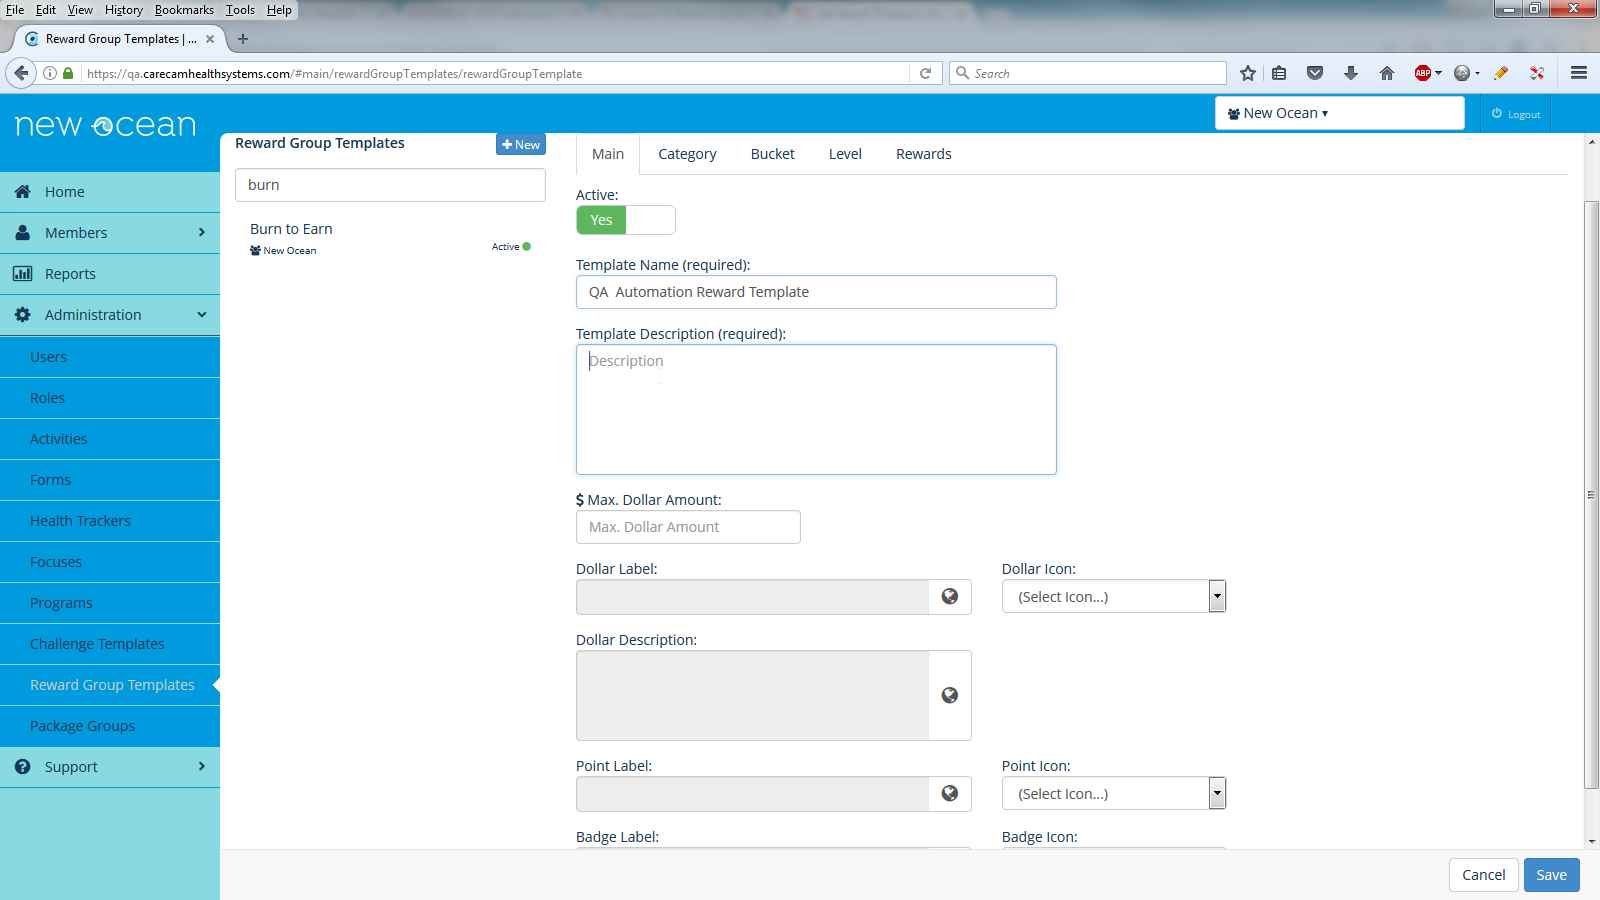 File Edit View History Bookmarks Tools Help
Reward Group Templates | ...
https://qa.carecamhealthsystems.com/#main/rewardGroupTemplates/rewardGroupTemplate
Search
ABP
new ocean
New Ocean
Logout
Home
Members
Reports
Administration
Users
Roles
Activities
Forms
Health Trackers
Focuses
Programs
Challenge Templates
Reward Group Templates
Package Groups
Support
Reward Group Templates
New
burn
Burn to Earn
New Ocean
Active
Main Category Bucket Level Rewards
Active:
Yes
Template Name (required):
QA  Automation Reward Template
Template Description (required):
Description
$ Max. Dollar Amount:
Max. Dollar Amount
Dollar Label:
Dollar Icon:
(Select Icon...)
Dollar Description:
Point Label:
Point Icon:
(Select Icon...)
Badge Label:
Badge Icon:
Cancel
Save